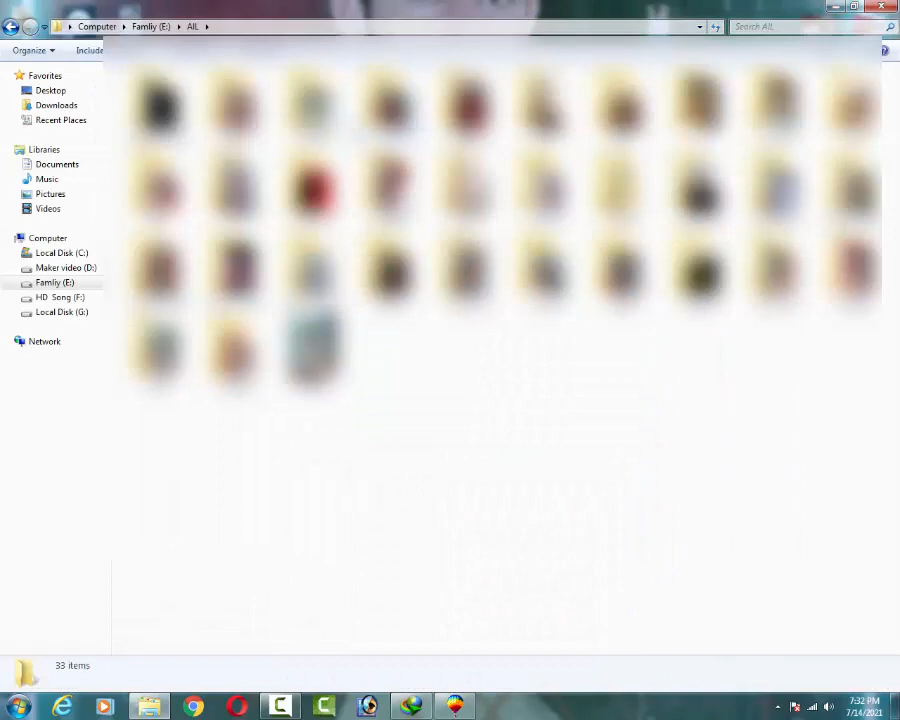 Computer Famliy (E:) AlL
Search AlL
Organize Include
Favorites
Desktop
Downloads
Recent Places
Libraries
Documents
Music
Pictures
Videos
Computer
Local Disk (C:)
Maker video (D:)
Famliy (E:)
HD Song (F:)
Local Disk (G:)
Network
33 items
7:32 PM
7/14/2021